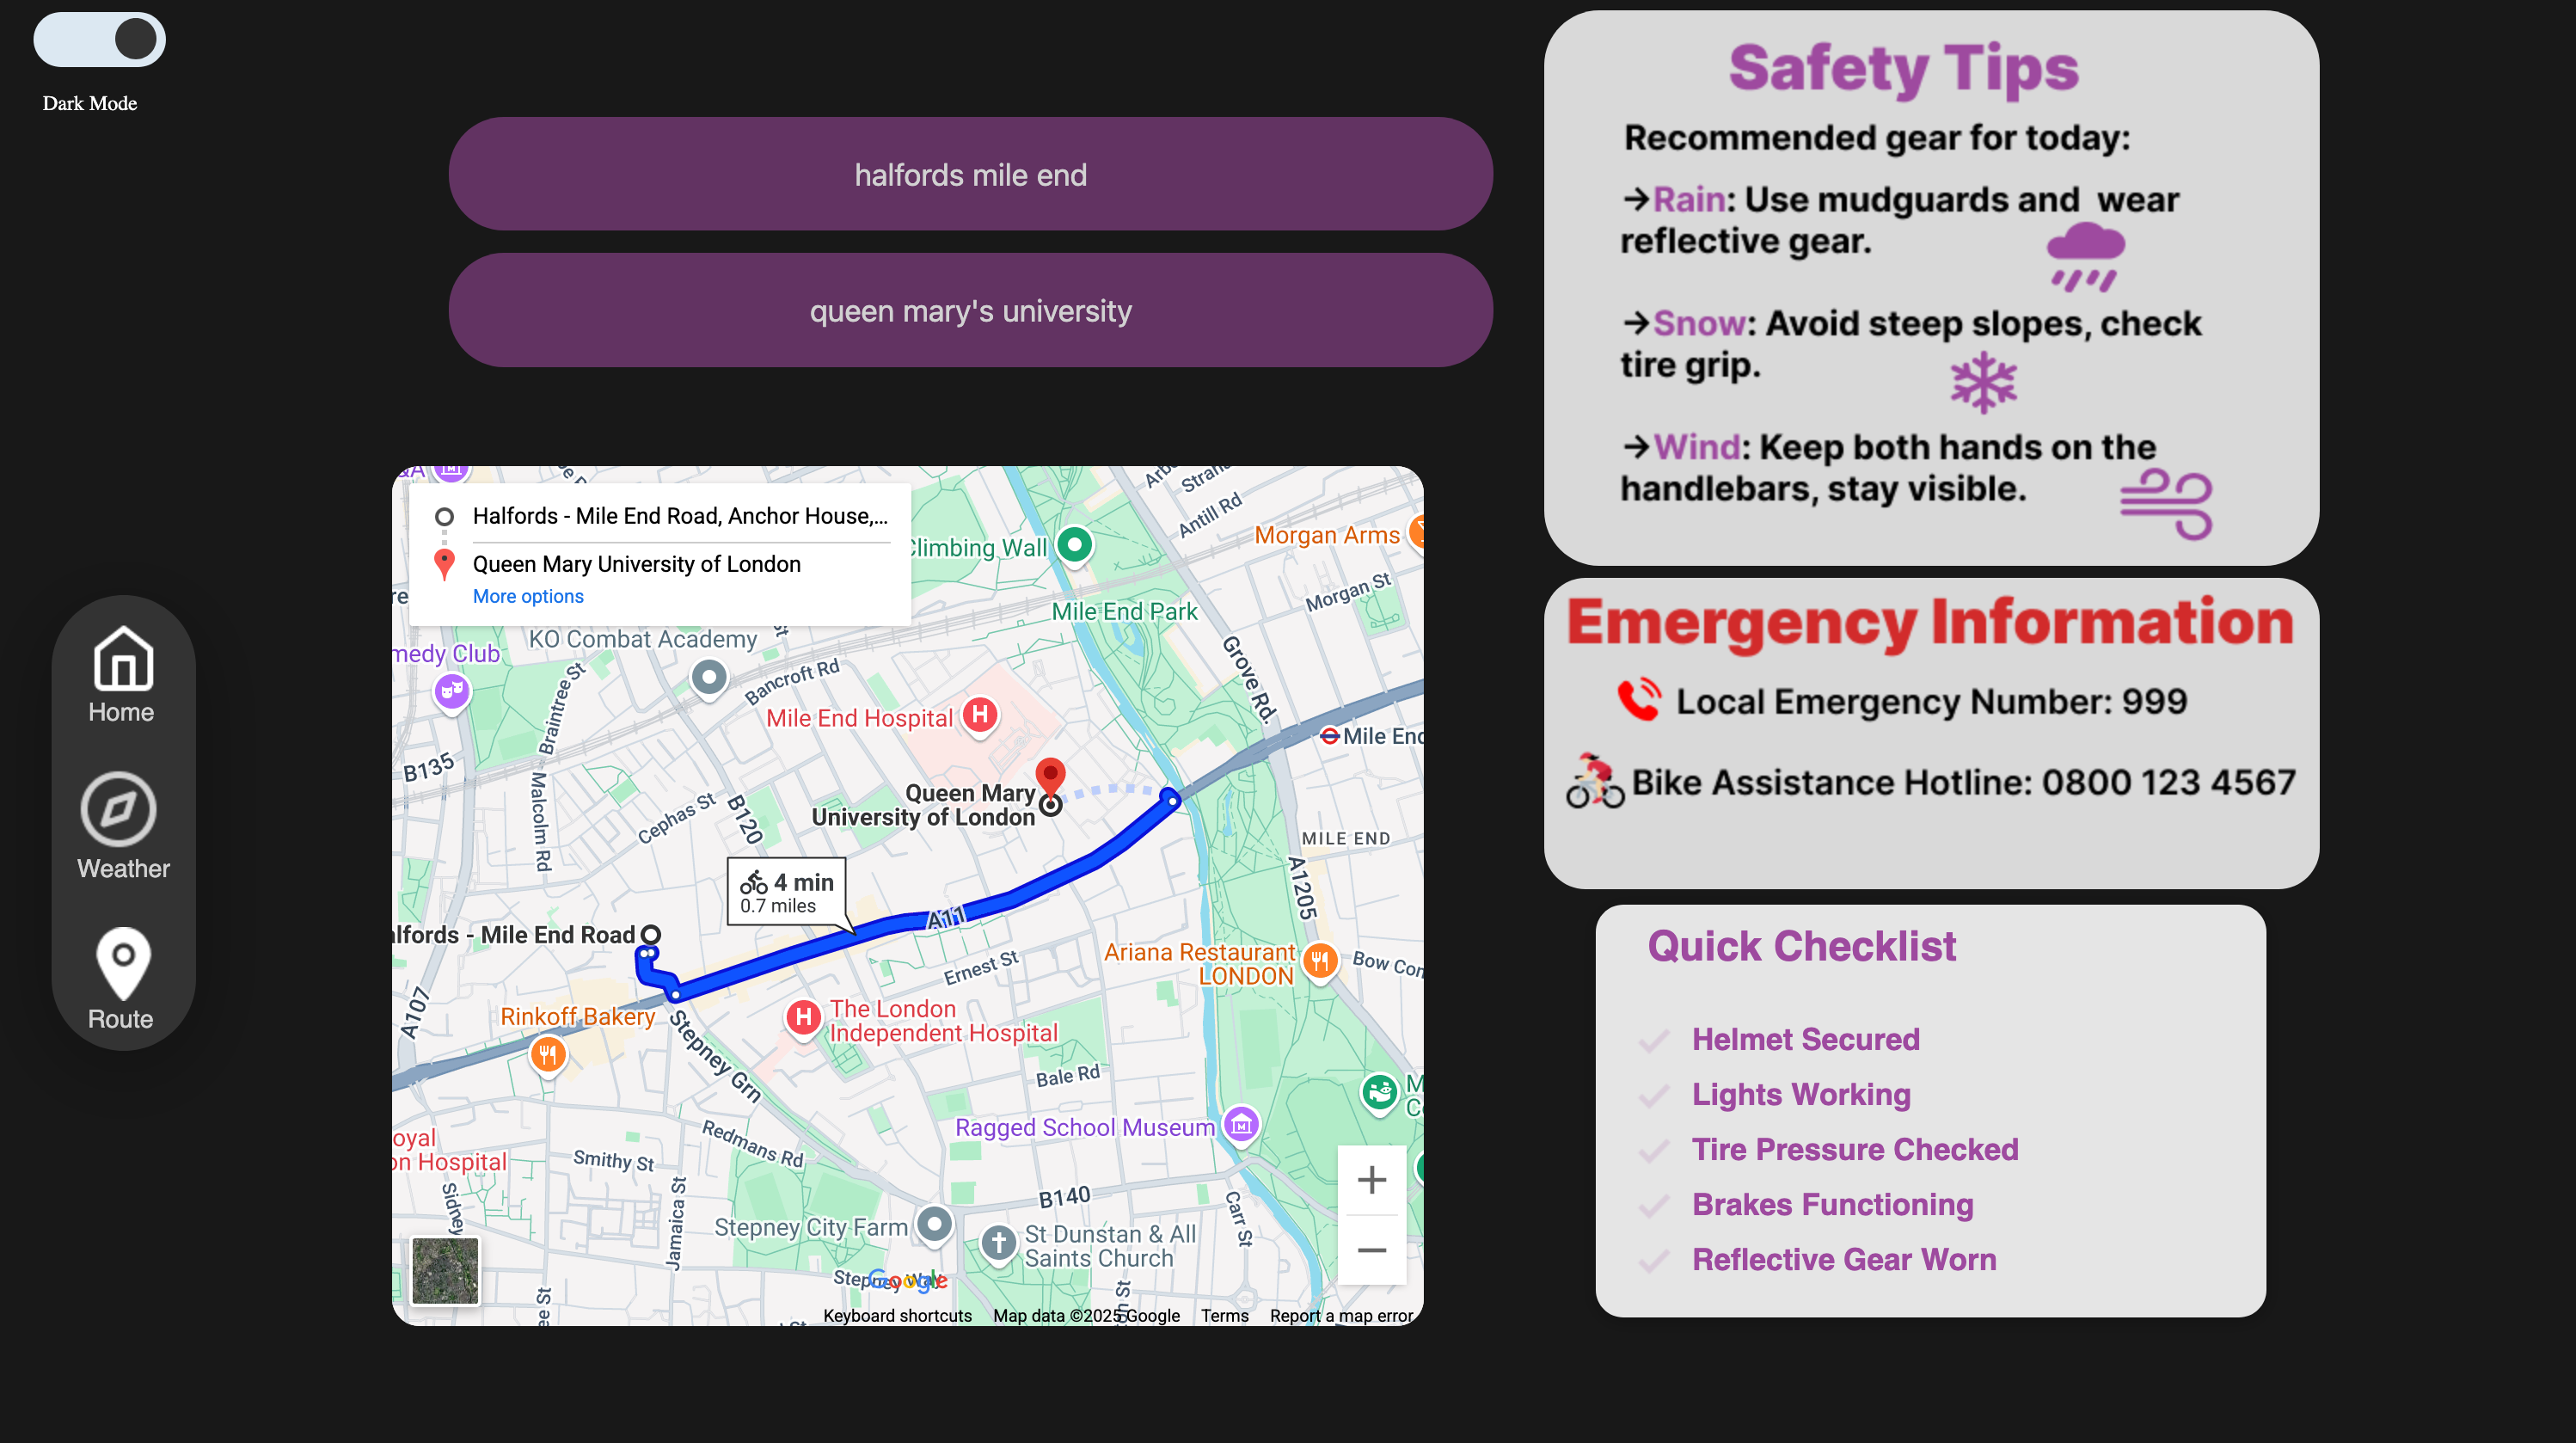 Dark Mode
halfords mile end
queen mary's university
Home
Weather
Route
Halfords - Mile End Road, Anchor House,...
Queen Mary University of London
More options
Climbing Wall
Antill Rd
Morgan Arms
Morgan St
Mile End Park
KO Combat Academy
medy Club
Grove Rd.
Bancroft Rd
Braintree St
Mile End Hospital
Mile End
B135
Malcolm Rd
Queen Mary
University of London
Cephas St
B120
MILE END
A1205
4 min
0.7 miles
A11
alfords - Mile End Road
Ernest St
Ariana Restaurant
LONDON
Bow Con
A107
Rinkoff Bakery
Stepney Grn
The London
Independent Hospital
Bale Rd
Ragged School Museum
Redmans Rd
oyal
on Hospital
Smithy St
Sidney
Jamaica St
B140
Carr St
Stepney City Farm
St Dunstan & All
Saints Church
Stepney Way
Google
Keyboard shortcuts
Map data ©2025 Google
Terms
Report a map error
Safety Tips
Recommended gear for today:
→Rain: Use mudguards and wear
reflective gear.
→Snow: Avoid steep slopes, check
tire grip.
→Wind: Keep both hands on the
handlebars, stay visible.
Emergency Information
Local Emergency Number: 999
Bike Assistance Hotline: 0800 123 4567
Quick Checklist
Helmet Secured
Lights Working
Tire Pressure Checked
Brakes Functioning
Reflective Gear Worn